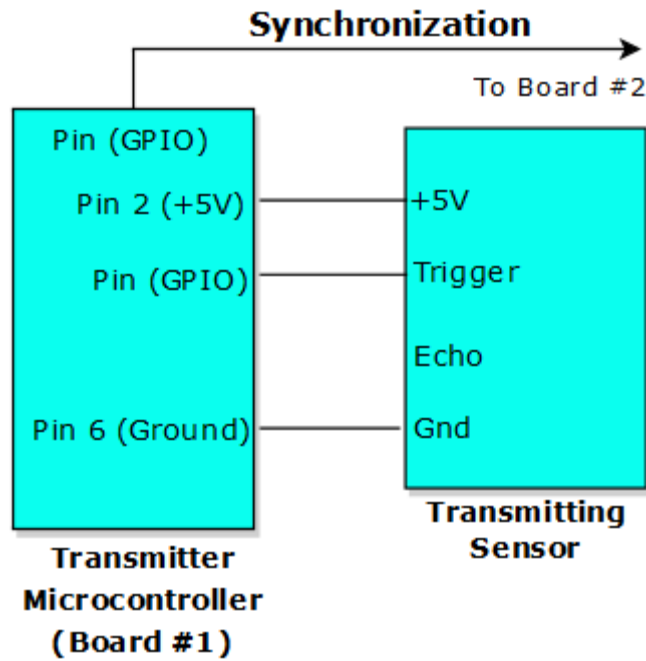 Synchronization
To Board #2
Pin (GPIO)
Pin 2 (+5V)
+5V
Pin (GPIO)
Trigger
Echo
Pin 6 (Ground)
Gnd
Transmitting
Sensor
Transmitter
Microcontroller
(Board #1)